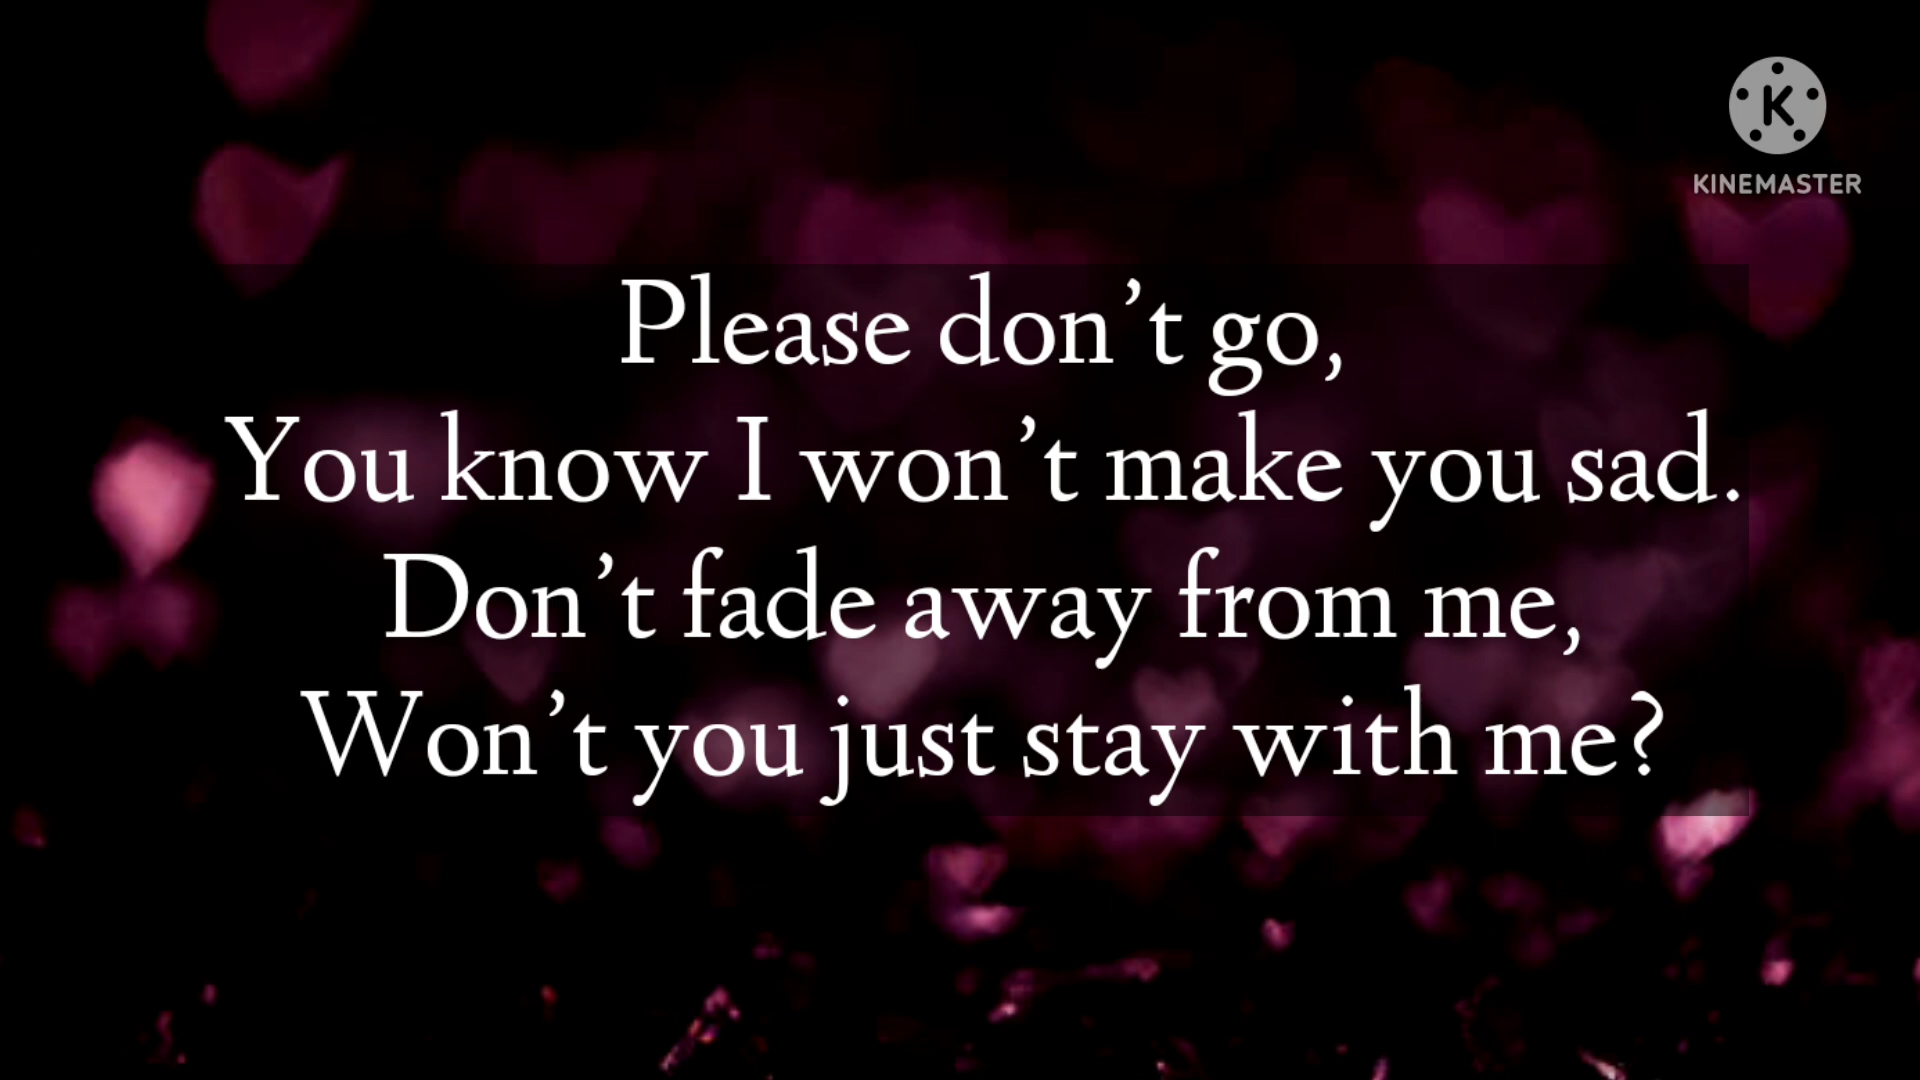 KINEMASTER
Please don’t go,
You know I won’t make you sad.
Don’t fade away from me,
Won’t you just stay with me?